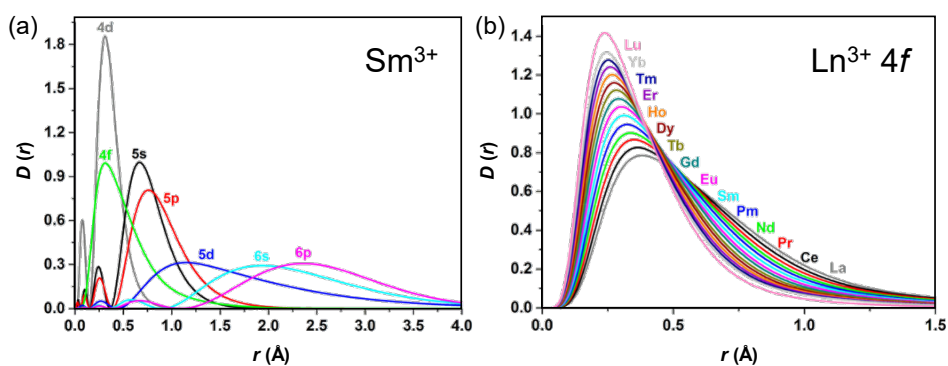 (a)
4d
Sm³⁺
4f
5s
5p
5d
6s
6p
D (r)
1.8
1.5
1.2
0.9
0.6
0.3
0.0
0.0 0.5 1.0 1.5 2.0 2.5 3.0 3.5 4.0
r (Å)
(b)
Ln³⁺ 4f
Lu
Yb
Tm
Er
Ho
Dy
Tb
Gd
Eu
Sm
Pm
Nd
Pr
Ce
La
D (r)
1.4
1.2
1.0
0.8
0.6
0.4
0.2
0.0
0.0 0.5 1.0 1.5
r (Å)